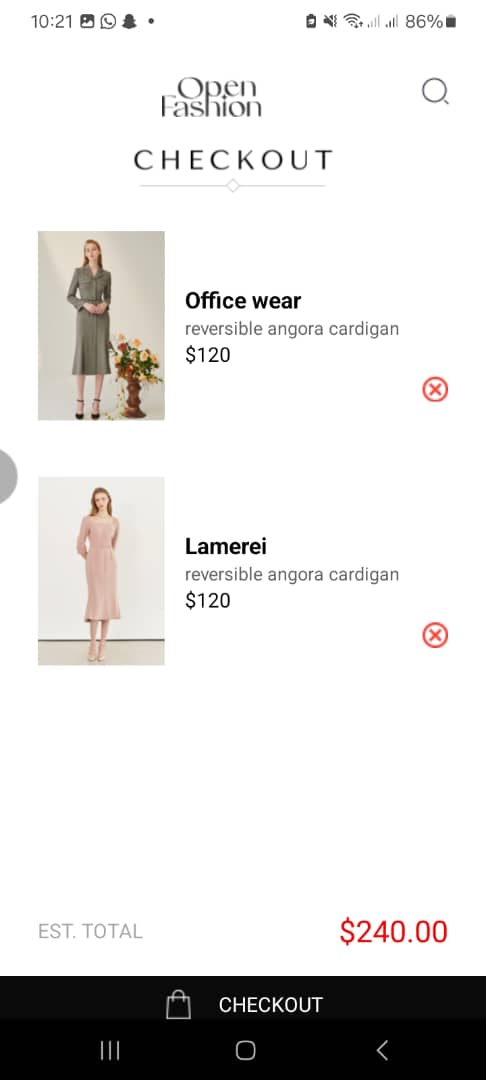 10:21
86%
Open
Fashion
CHECKOUT
Office wear
reversible angora cardigan
$120
Lamerei
reversible angora cardigan
$120
EST. TOTAL
$240.00
CHECKOUT